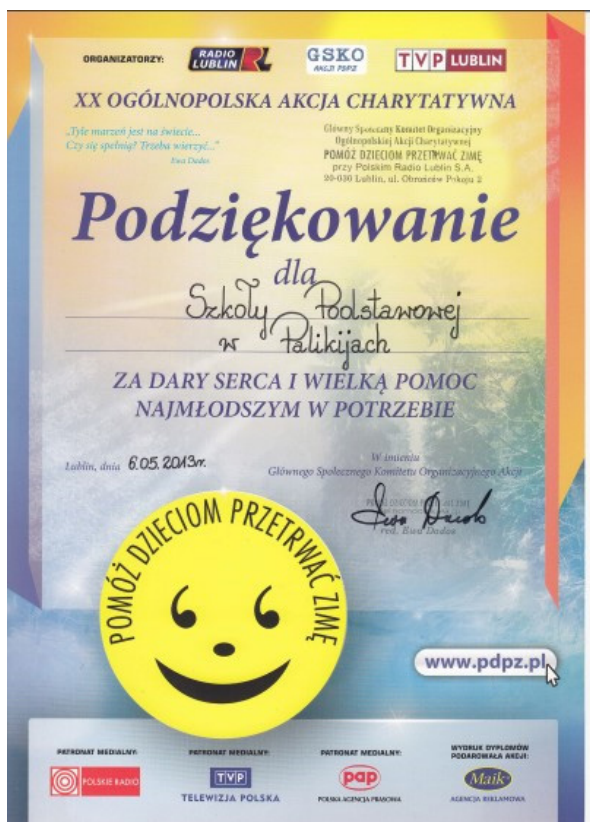 ORGANIZATORZY:
RADIO LUBLIN RL
GSKO
AKCJI PDPZ
TVP LUBLIN
XX OGÓLNOPOLSKA AKCJA CHARYTATYWNA
„Tyle marzeń jest na świecie...
Czy się spełnią? Trzeba wierzyć..."
Ewa Dados
Główny Społeczny Komitet Organizacyjny
Ogólnopolskiej Akcji Charytatywnej
POMÓŻ DZIECIOM PRZETRWAĆ ZIMĘ
przy Polskim Radio Lublin S.A.
20-030 Lublin, ul. Obrońców Pokoju 2
Podziękowanie
dla
Szkoły Podstawowej
w Palikijach
ZA DARY SERCA I WIELKĄ POMOC
NAJMŁODSZYM W POTRZEBIE
Lublin, dnia 6.05.2013r.
W imieniu
Głównego Społecznego Komitetu Organizacyjnego Akcji
Ewa Dados
red. Ewa Dados
POMÓŻ DZIECIOM PRZETRWAĆ ZIMĘ
www.pdpz.pl
PATRONAT MEDIALNY:
POLSKIE RADIO
PATRONAT MEDIALNY:
TVP
TELEWIZJA POLSKA
PATRONAT MEDIALNY:
pap
POLSKA AGENCJA PRASOWA
WYDRUK DYPLOMÓW
PODAROWAŁA AKCJI:
Maik
AGENCJA REKLAMOWA